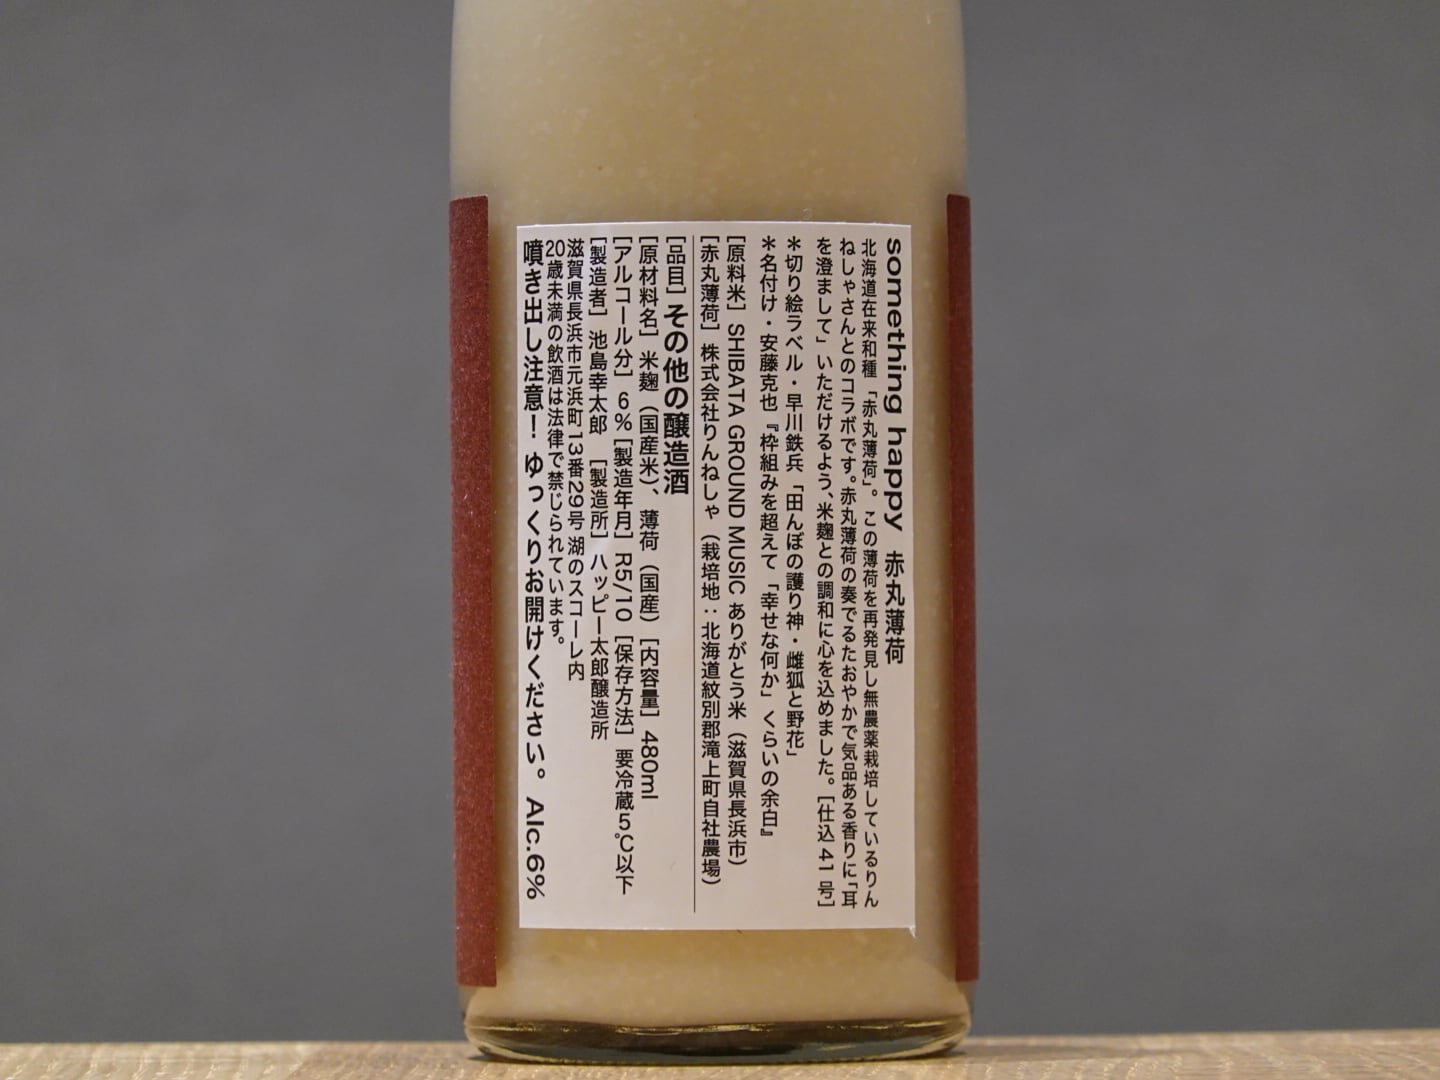 something happy 赤丸薄荷
北海道在来和種「赤丸薄荷」。この薄荷を再発見し無農薬栽培しているりん
ねしゃさんとのコラボです。赤丸薄荷の奏でるたおやかで気品ある香りに「耳
を澄まして」いただけるよう、米麹との調和に心を込めました。[仕込 41 号]
＊切り絵ラベル・早川鉄兵「田んぼの護り神・雌狐と野花」
＊名付け・安藤克也『枠組みを超えて「幸せな何か」くらいの余白』
[原料米] SHIBATA GROUND MUSIC ありがとう米（滋賀県長浜市）
[赤丸薄荷] 株式会社りんねしゃ（栽培地：北海道紋別郡滝上町自社農場）
[品目] その他の醸造酒
[原材料名] 米麹（国産米）、薄荷（国産）[内容量] 480ml
[アルコール分] 6% [製造年月] R5/10 [保存方法] 要冷蔵5℃以下
[製造者] 池島幸太郎 [製造所] ハッピー太郎醸造所
滋賀県長浜市元浜町13番29号 湖のスコーレ内
20歳未満の飲酒は法律で禁じられています。
噴き出し注意！ゆっくりお開けください。 Alc.6%